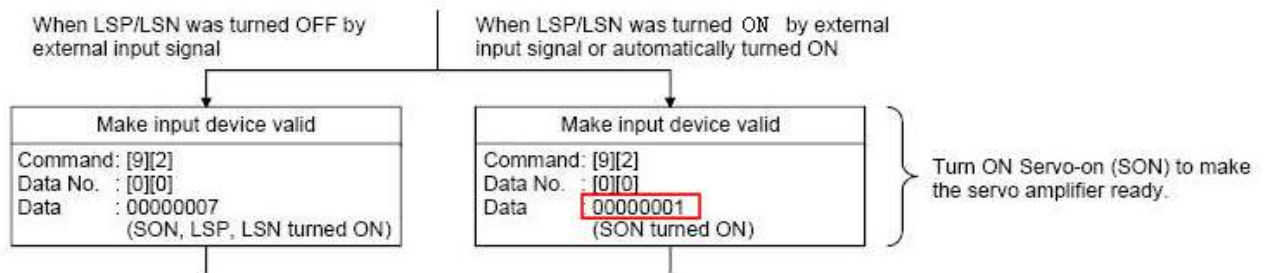 When LSP/LSN was turned OFF by
external input signal
When LSP/LSN was turned ON by external
input signal or automatically turned ON
Make input device valid
Command: [9][2]
Data No. : [0][0]
Data : 00000007
(SON, LSP, LSN turned ON)
Make input device valid
Command: [9][2]
Data No. : [0][0]
Data : 00000001
(SON turned ON)
Turn ON Servo-on (SON) to make
the servo amplifier ready.